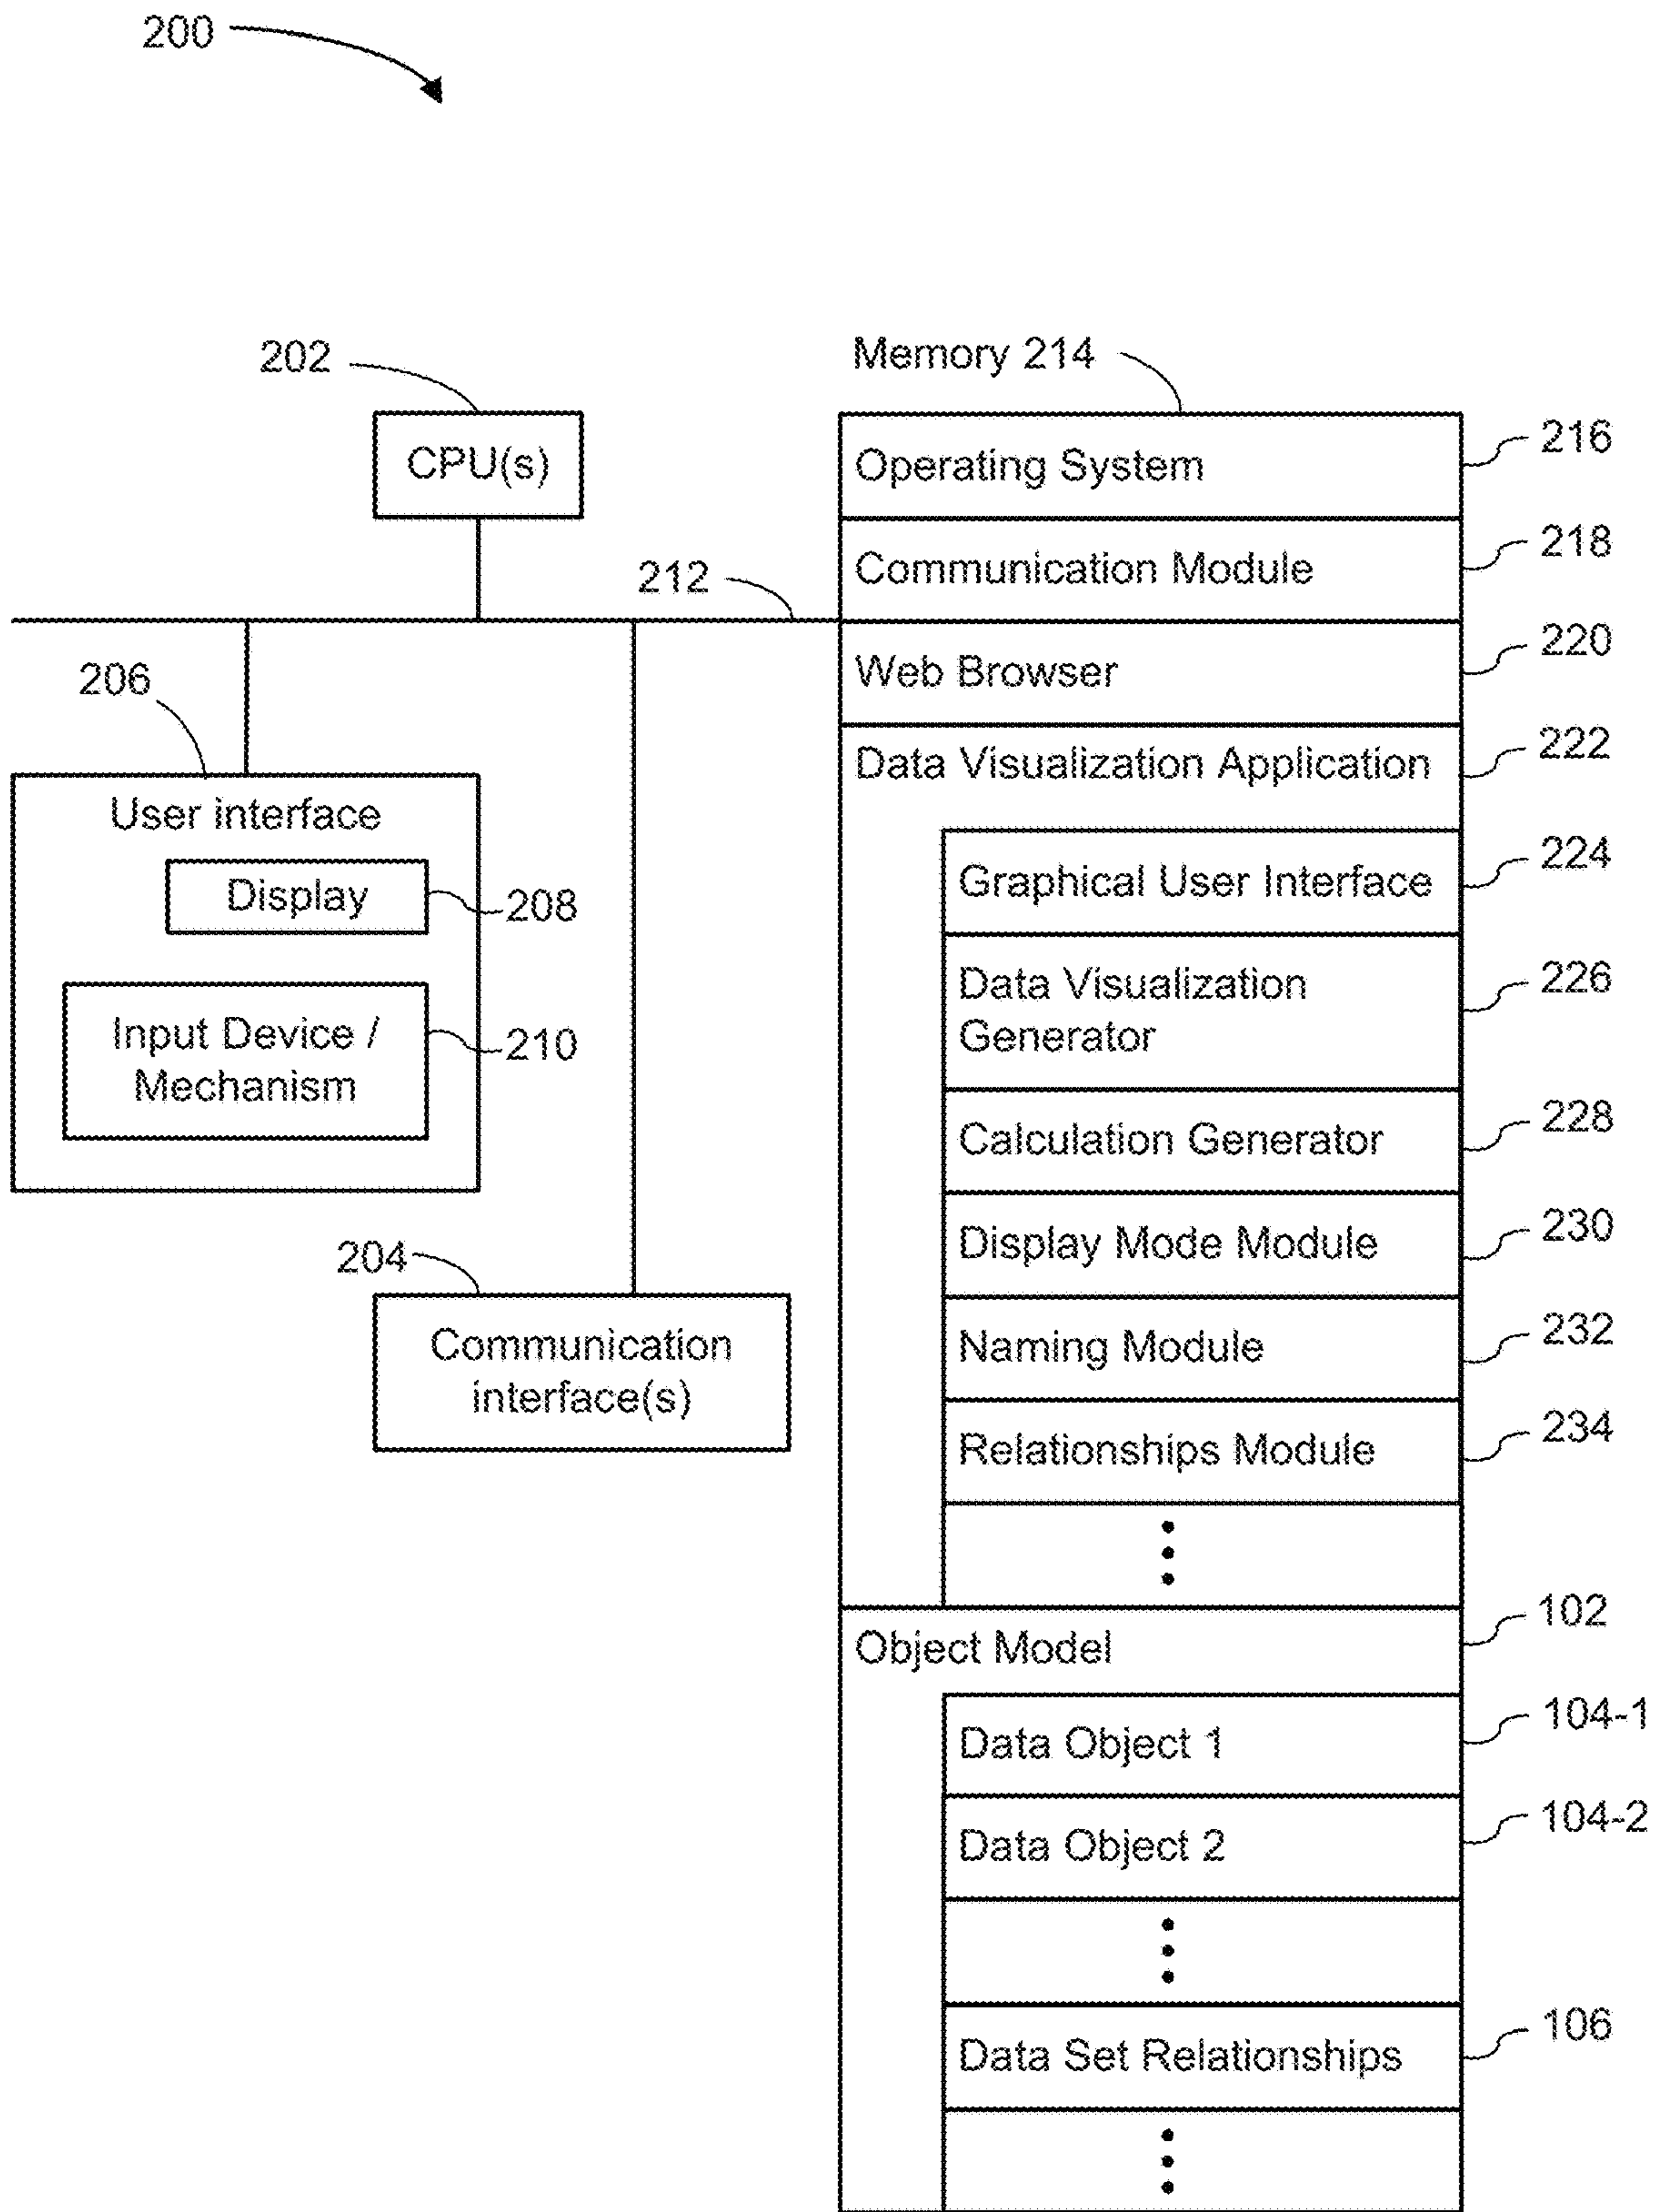 200
202
CPU(s)
212
206
User interface
Display
208
Input Device /
Mechanism
210
204
Communication
interface(s)
Memory 214
Operating System
216
Communication Module
218
Web Browser
220
Data Visualization Application
222
Graphical User Interface
224
Data Visualization
Generator
226
Calculation Generator
228
Display Mode Module
230
Naming Module
232
Relationships Module
234
Object Model
102
Data Object 1
104-1
Data Object 2
104-2
Data Set Relationships
106